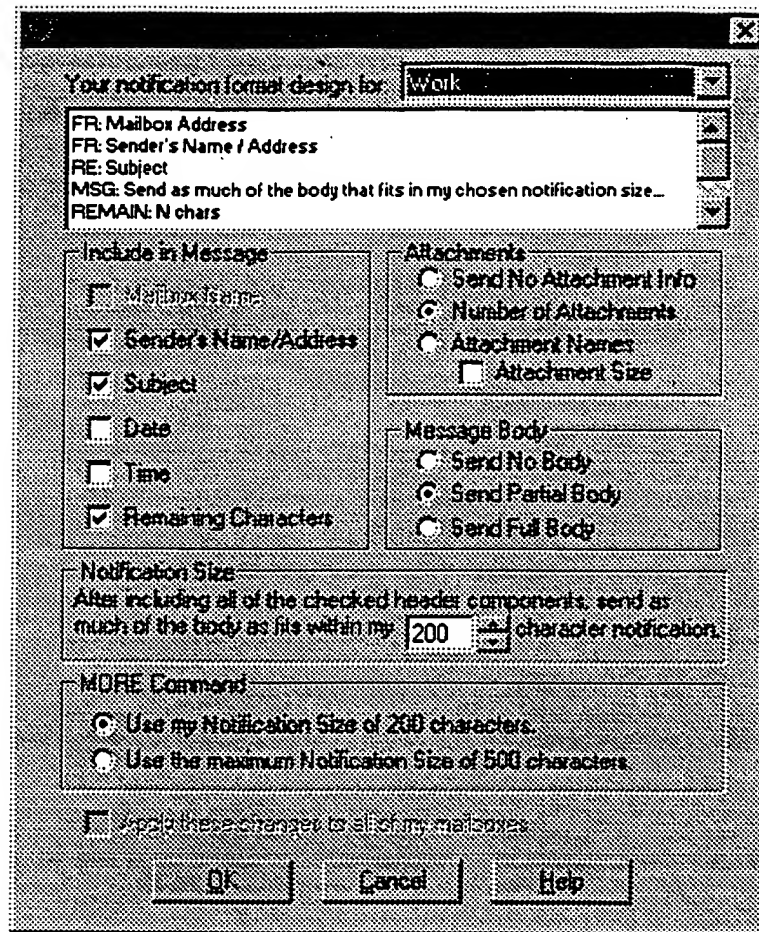 Your notification format design for: Work
FR: Mailbox Address
FR: Sender's Name / Address
RE: Subject
MSG: Send as much of the body that fits in my chosen notification size...
REMAIN: N chars
Include in Message
Mailbox Name
Sender's Name/Address
Subject
Date
Time
Remaining Characters
Attachments
Send No Attachment Info
Number of Attachments
Attachment Names
Attachment Size
Message Body
Send No Body
Send Partial Body
Send Full Body
Notification Size
After including all of the checked header components, send as
much of the body as fits within my 200 character notification.
MORE Command
Use my Notification Size of 200 characters.
Use the maximum Notification Size of 500 characters.
Apply these changes to all of my mailboxes
OK
Cancel
Help